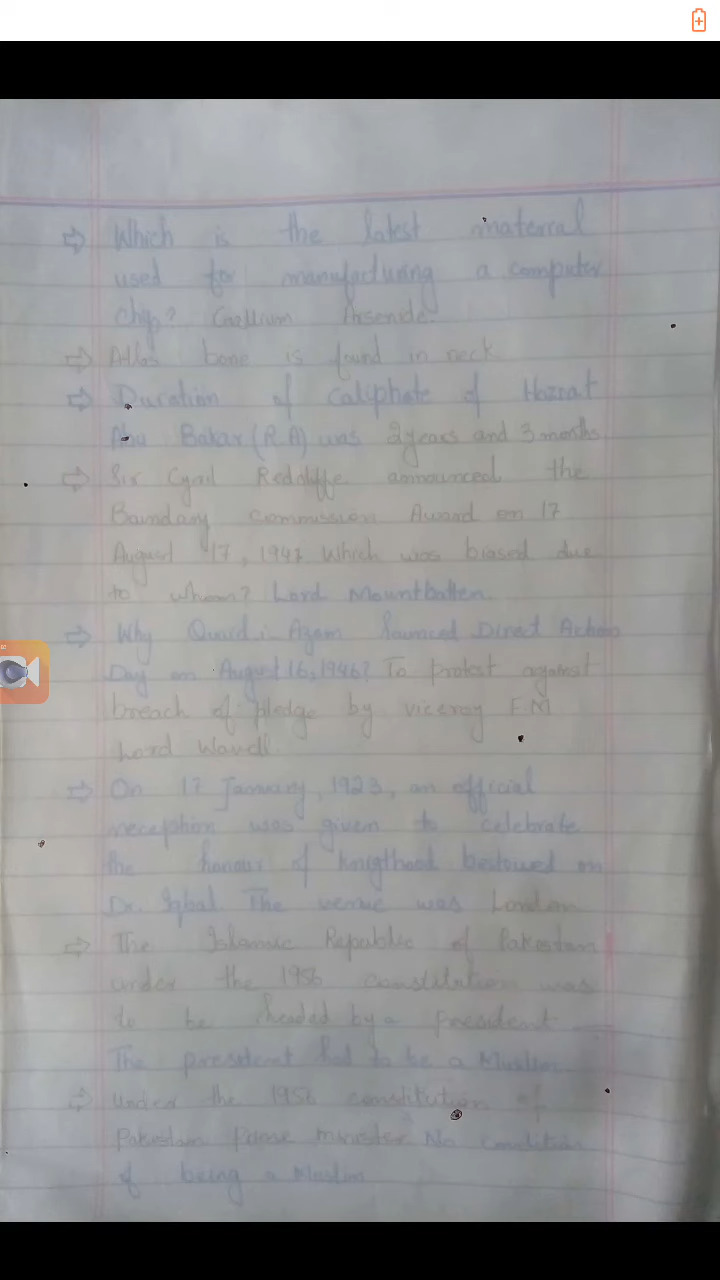 ⇨ Which is the latest material
used for manufacturing a computer
chip? Gallium Arsenide.
⇨ Atlas bone is found in neck
⇨ Duration of caliphate of Hazrat
Abu Bakar (R.A) was 2 years and 3 months.
⇨ Sir Cyril Redcliffe announced the
Boundary commission Award on 17
August 17, 1947 which was biased due
to whom? Lord Mountbatten.
⇨ Why Quaid-i-Azam Direct Action
Day on August 16, 1946? To protest against
breach of pledge by viceroy F.M
Lord
⇨ On 17 January, 1923, an official
reception was given to celebrate
the honour of bestowed on
Dr. Iqbal. The venue was London
⇨ The Islamic Republic of Pakistan
under the 1956 constitution was
to be headed by a president
The president had to be a Muslim
⇨ Under the 1956 constitution of
Pakistan minister No condition
of being a Muslim